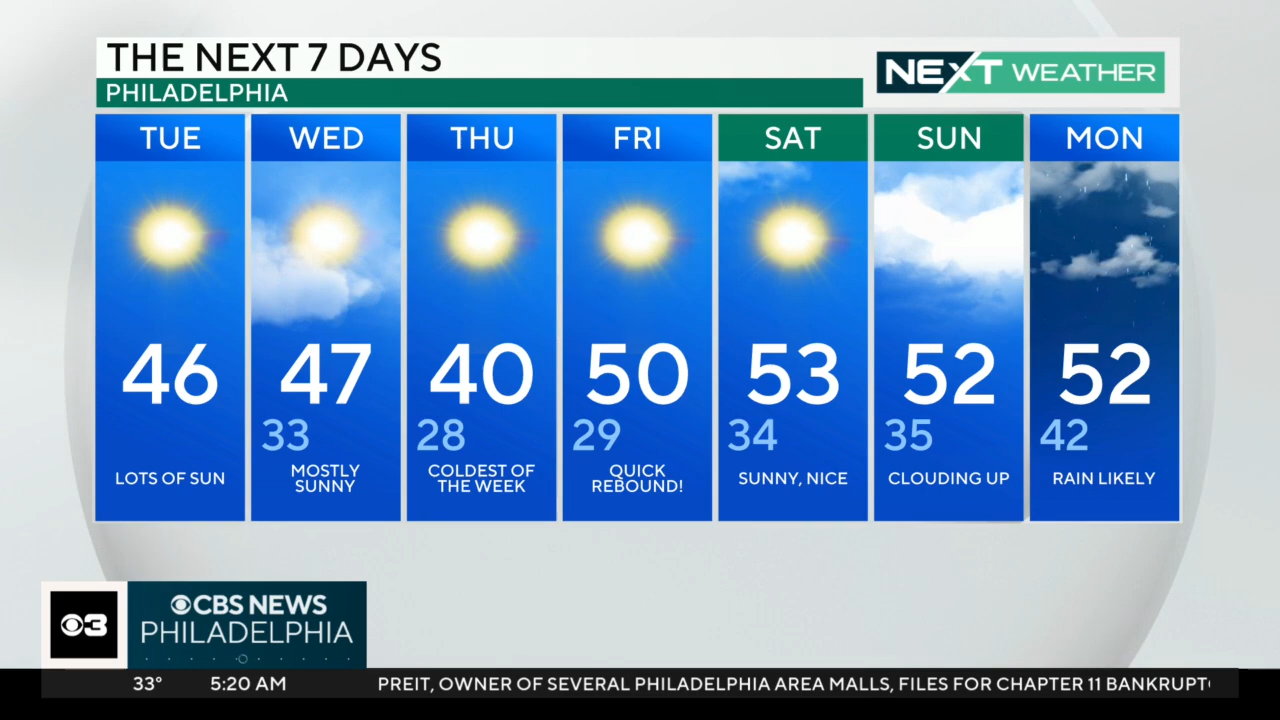 THE NEXT 7 DAYS
NEXT WEATHER
PHILADELPHIA
TUE WED THU FRI SAT SUN MON
46 47 40 50 53 52 52
33 28 29 34 35 42
LOTS OF SUN
MOSTLY
SUNNY
COLDEST OF
THE WEEK
QUICK
REBOUND!
SUNNY, NICE
CLOUDING UP
RAIN LIKELY
3
CBS NEWS
PHILADELPHIA
33° 5:20 AM PREIT, OWNER OF SEVERAL PHILADELPHIA AREA MALLS, FILES FOR CHAPTER 11 BANKRUPT